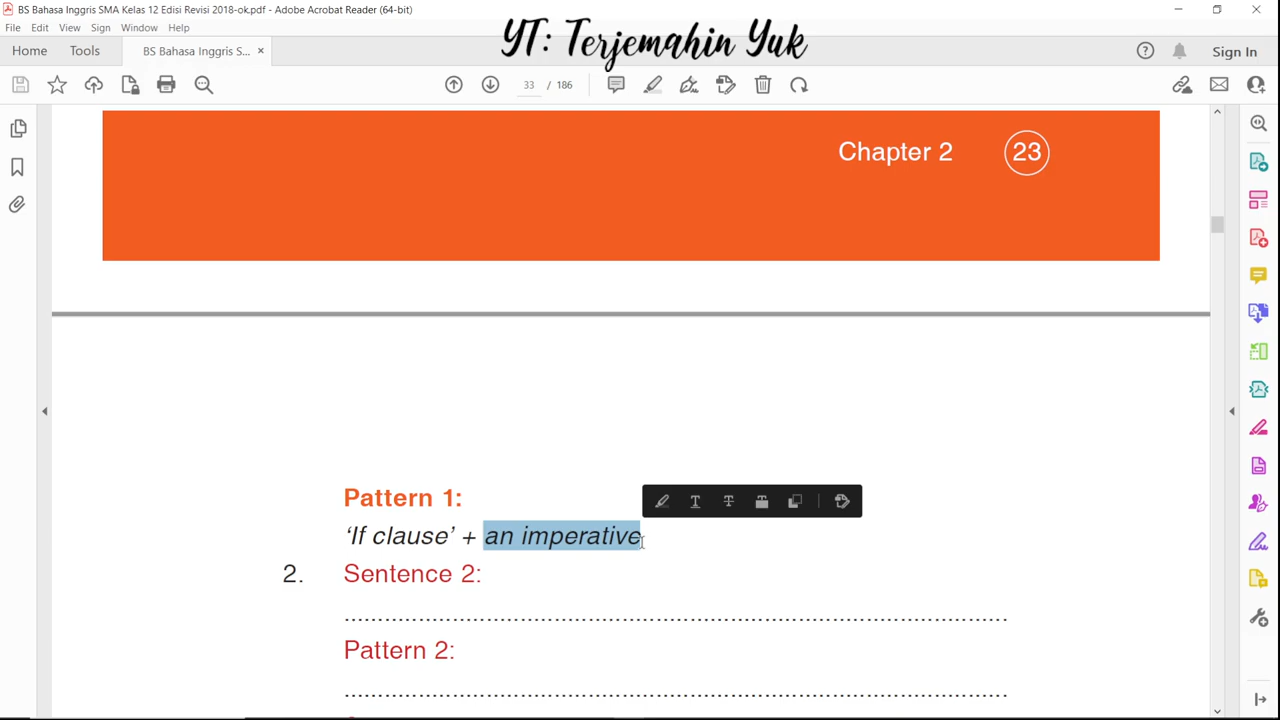 BS Bahasa Inggris SMA Kelas 12 Edisi Revisi 2018-ok.pdf - Adobe Acrobat Reader (64-bit)
YT: Terjemahin Yuk
File Edit View Sign Window Help
Home Tools BS Bahasa Inggris S... × Sign In
33 / 186
Chapter 2 23
Pattern 1:
‘If clause’ + an imperative
2. Sentence 2:
................................................................................
Pattern 2:
................................................................................